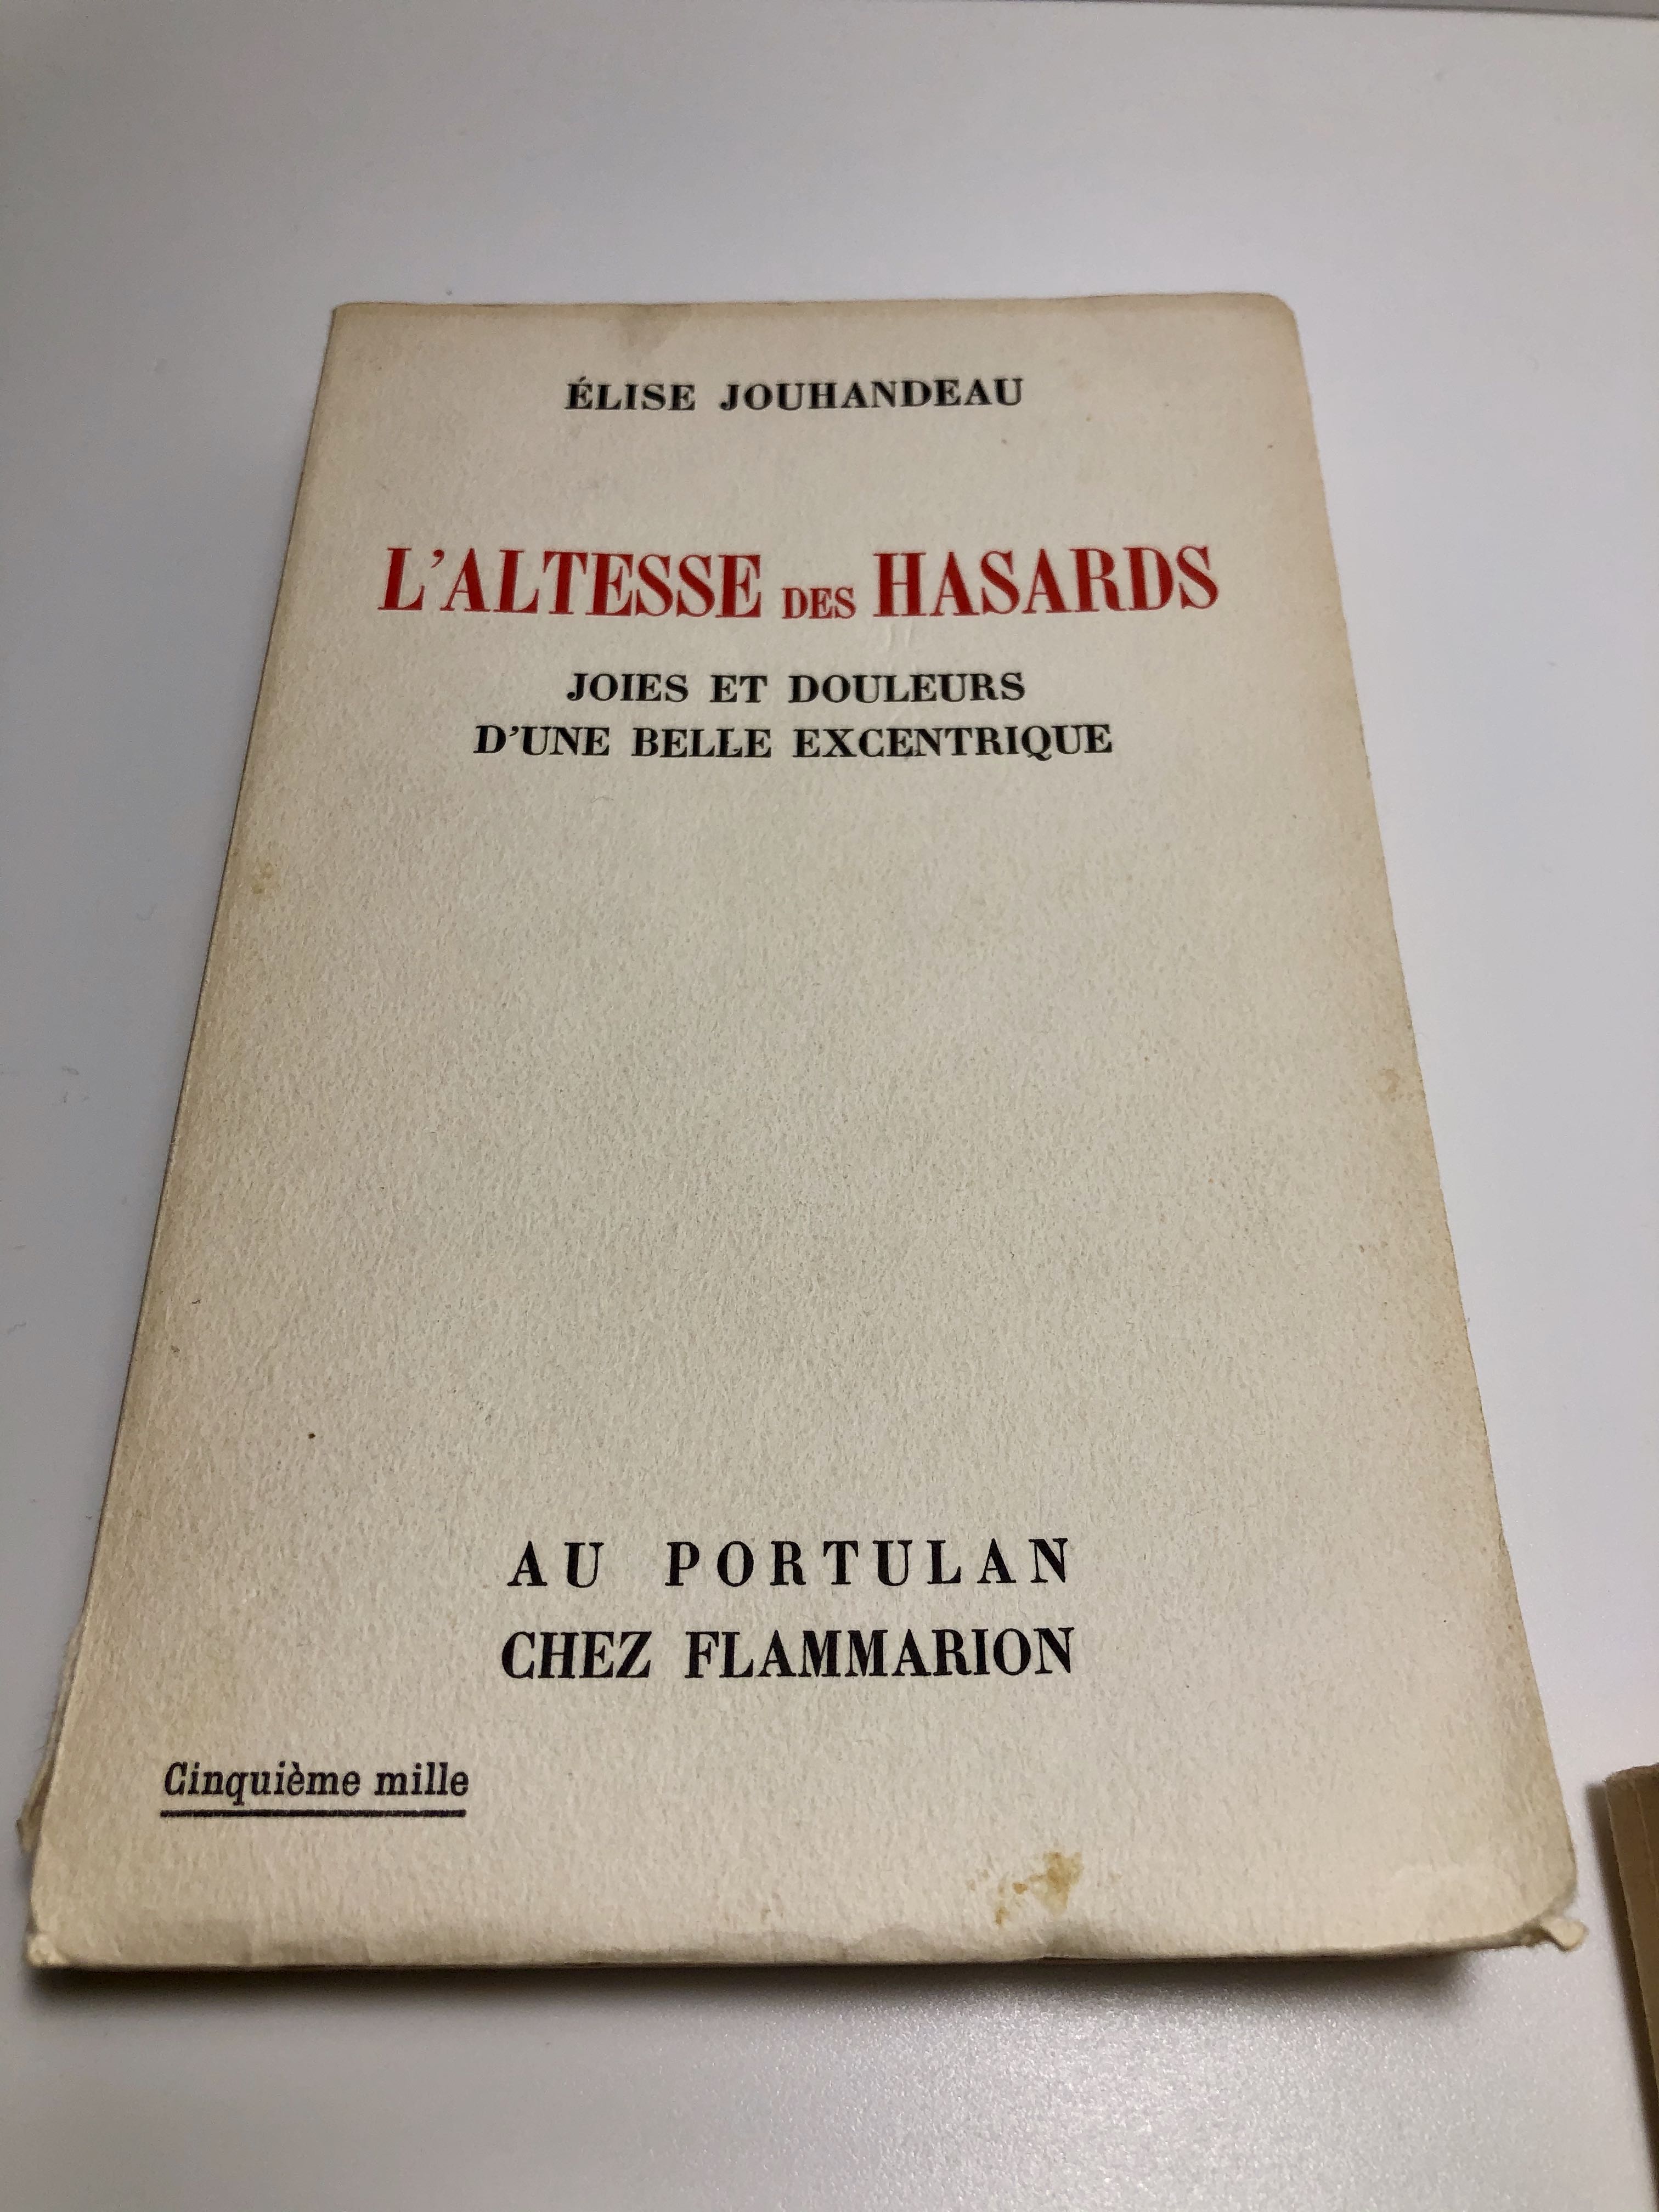 ÉLISE JOUHANDEAU
L'ALTESSE DES HASARDS
JOIES ET DOULEURS
D'UNE BELLE EXCENTRIQUE
AU PORTULAN
CHEZ FLAMMARION
Cinquième mille